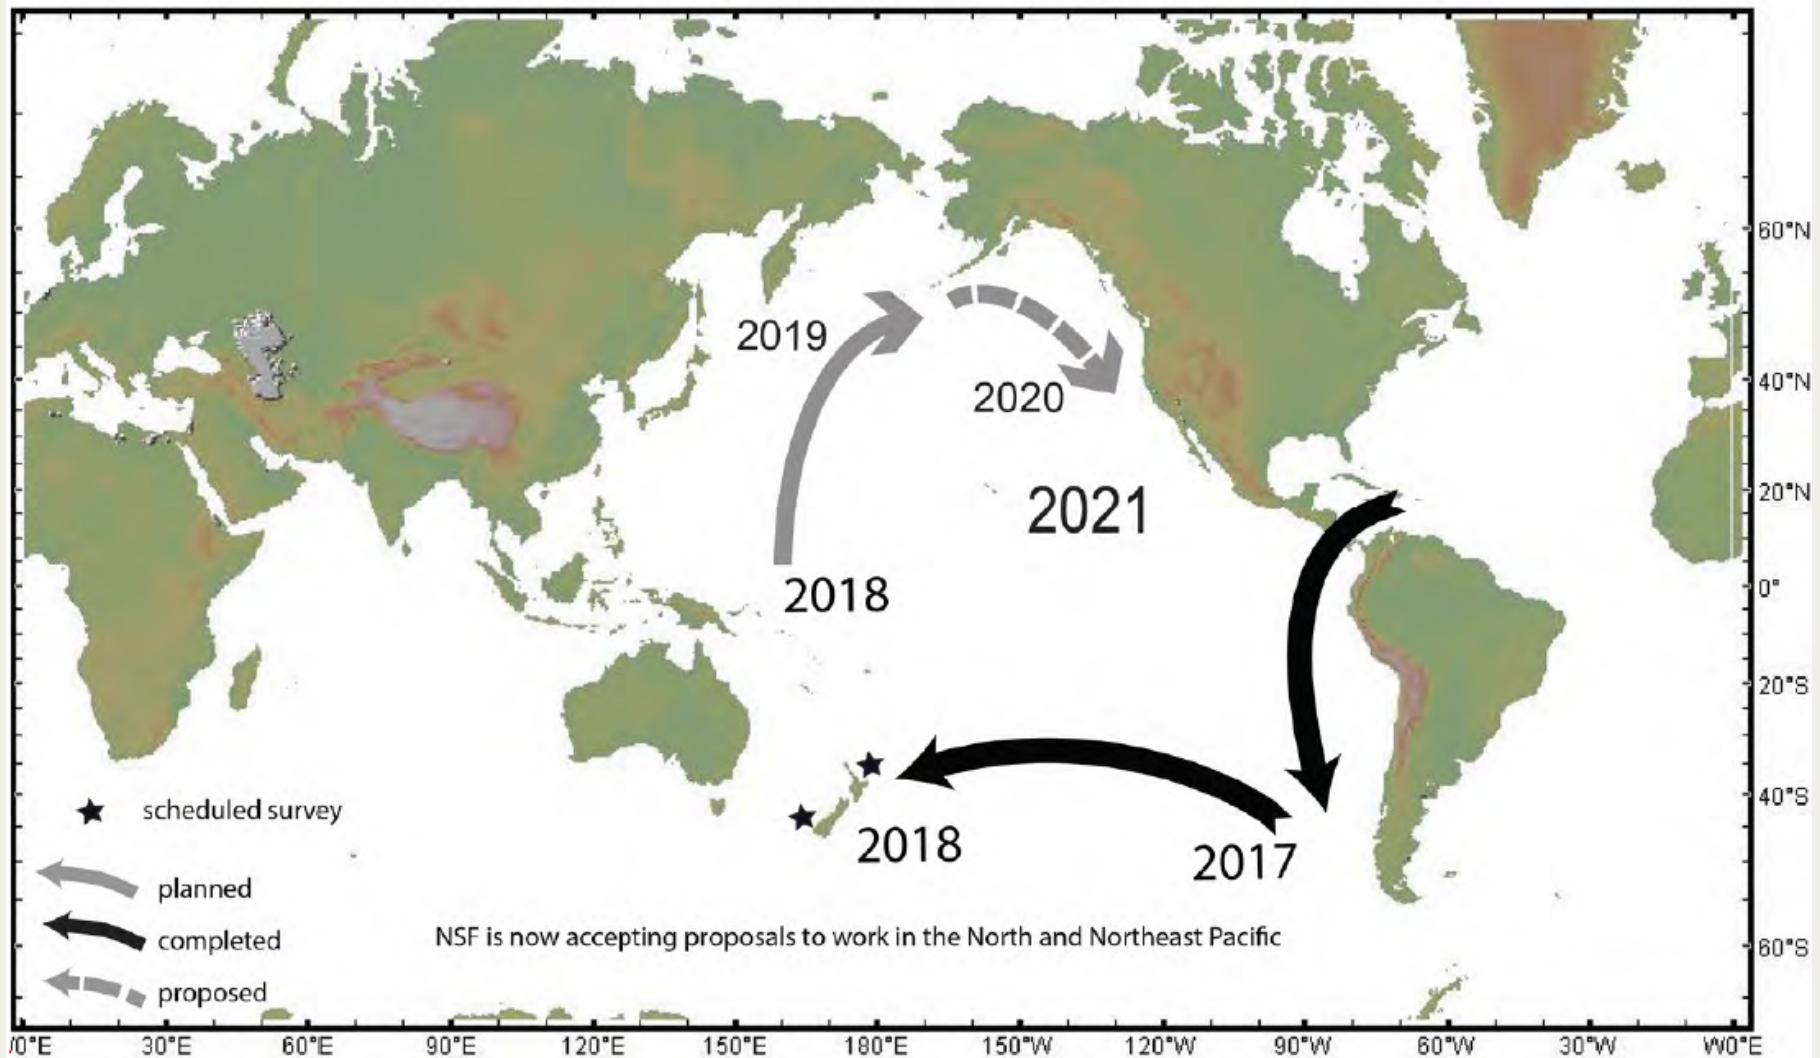 60°N
2019
40°N
2020
20°N
2021
0°
2018
20°S
40°S
scheduled survey
2018
2017
planned
NSF is now accepting proposals to work in the North and Northeast Pacific
completed
60°S
proposed
30°E
60°E
90°E
120°E
150°E
180°E
150°W
120°W
90°W
60°W
30°W
W0°E